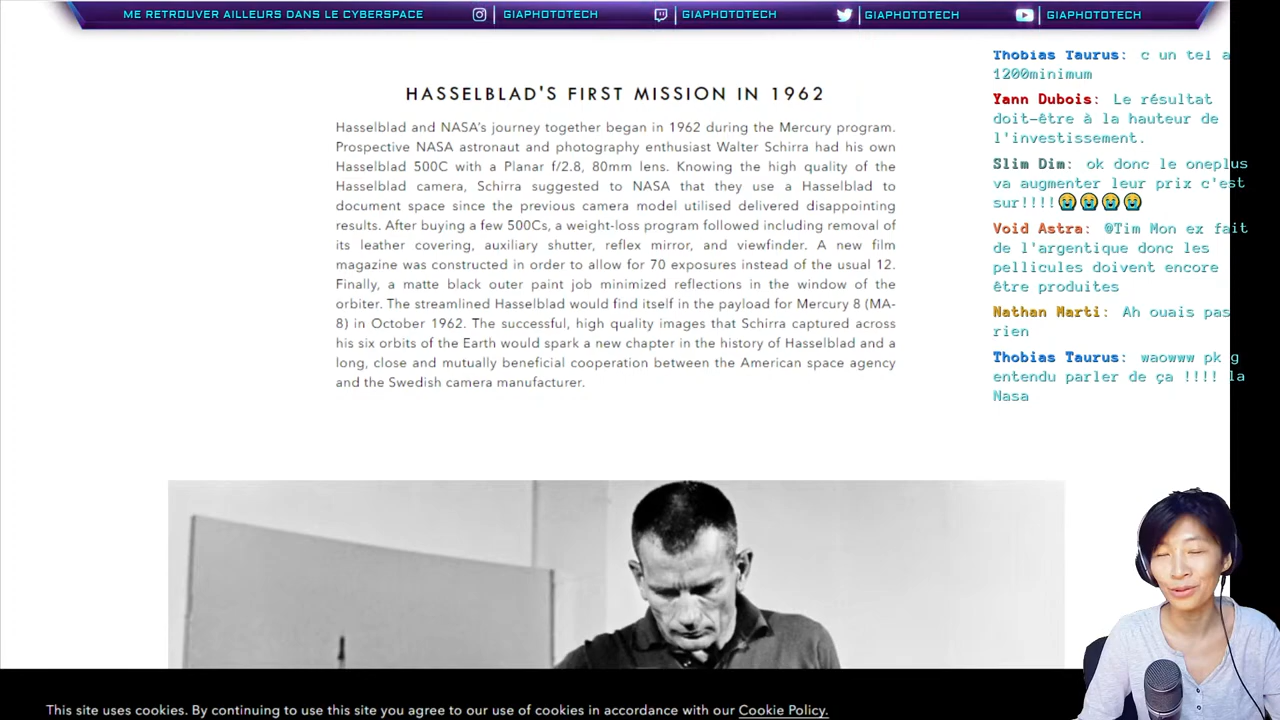 ME RETROUVER AILLEURS DANS LE CYBERSPACE
GIAPHOTOTECH
GIAPHOTOTECH
GIAPHOTOTECH
GIAPHOTOTECH
HASSELBLAD'S FIRST MISSION IN 1962
Hasselblad and NASA's journey together began in 1962 during the Mercury program.
Prospective NASA astronaut and photography enthusiast Walter Schirra had his own
Hasselblad 500C with a Planar f/2.8, 80mm lens. Knowing the high quality of the
Hasselblad camera, Schirra suggested to NASA that they use a Hasselblad to
document space since the previous camera model utilised delivered disappointing
results. After buying a few 500Cs, a weight-loss program followed including removal of
its leather covering, auxiliary shutter, reflex mirror, and viewfinder. A new film
magazine was constructed in order to allow for 70 exposures instead of the usual 12.
Finally, a matte black outer paint job minimized reflections in the window of the
orbiter. The streamlined Hasselblad would find itself in the payload for Mercury 8 (MA-
8) in October 1962. The successful, high quality images that Schirra captured across
his six orbits of the Earth would spark a new chapter in the history of Hasselblad and a
long, close and mutually beneficial cooperation between the American space agency
and the Swedish camera manufacturer.
Thobias Taurus: c un tel a
1200minimum
Yann Dubois: Le résultat
doit-être à la hauteur de
l'investissement.
Slim Dim: ok donc le oneplus
va augmenter leur prix c'est
sur!!!!😭😭😭😭
Void Astra: @Tim Mon ex fait
de l'argentique donc les
pellicules doivent encore
être produites
Nathan Marti: Ah ouais pas
rien
Thobias Taurus: waowww pk g
entendu parler de ça !!!! la
Nasa
This site uses cookies. By continuing to use this site you agree to our use of cookies in accordance with our Cookie Policy.